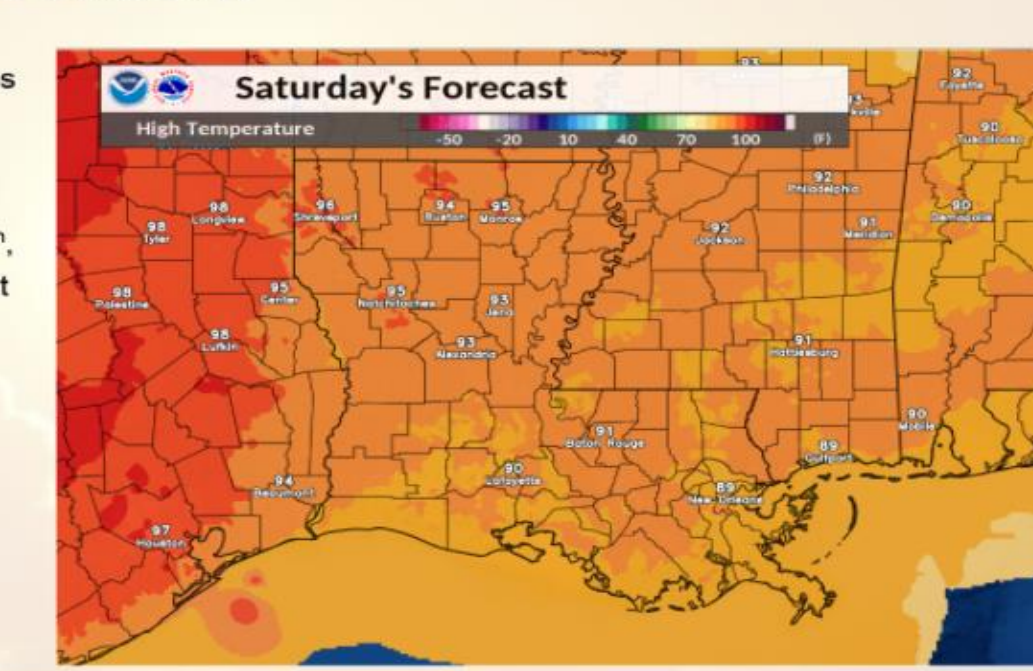 s
t
Saturday's Forecast
High Temperature
-50 -20 10 40 70 100 (F)
92
Fayette
90
Tuscaloosa
92
Philadelphia
98
Longview
96
Shreveport
94
Ruston
95
Monroe
90
Demopolis
98
Tyler
92
Jackson
91
Meridian
98
Palestine
95
Center
95
Natchitoches
93
Jena
98
Lufkin
93
Alexandria
91
Hattiesburg
90
Mobile
91
Baton Rouge
89
Gulfport
94
Beaumont
90
Lafayette
89
New Orleans
97
Houston